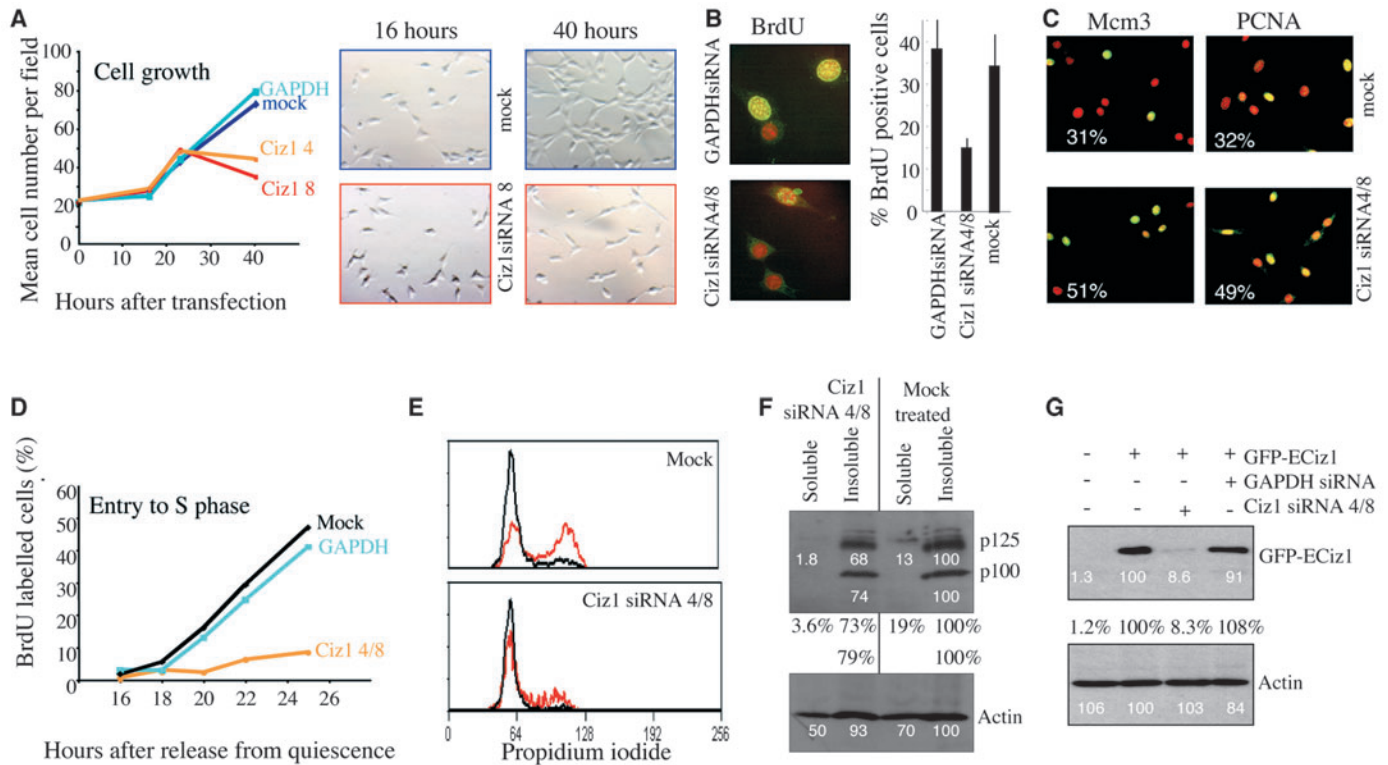 A
Mean cell number per field
100
80
60
40
20
0
Cell growth
GAPDH
mock
Ciz1 4
Ciz1 8
0 10 20 30 40
Hours after transfection
16 hours
40 hours
mock
Ciz1siRNA 8
B
BrdU
GAPDHsiRNA
Ciz1siRNA4/8
% BrdU positive cells
40
30
20
10
0
GAPDHsiRNA
Ciz1 siRNA4/8
mock
C
Mcm3
PCNA
31%
32%
mock
51%
49%
Ciz1 siRNA4/8
D
BrdU labelled cells (%)
60
50
40
30
20
10
0
Entry to S phase
Mock
GAPDH
Ciz1 4/8
16 18 20 22 24 26
Hours after release from quiescence
E
Mock
Ciz1 siRNA 4/8
0 64 128 192 256
Propidium iodide
F
Ciz1
siRNA 4/8
Mock
treated
Soluble
Insoluble
Soluble
Insoluble
p125
p100
1.8 68 13 100
74 100
3.6% 73% 19% 100%
79% 100%
Actin
50 93 70 100
G
- + + + GFP-ECiz1
- - - + GAPDH siRNA
- - + - Ciz1 siRNA 4/8
GFP-ECiz1
1.3 100 8.6 91
1.2% 100% 8.3% 108%
Actin
106 100 103 84